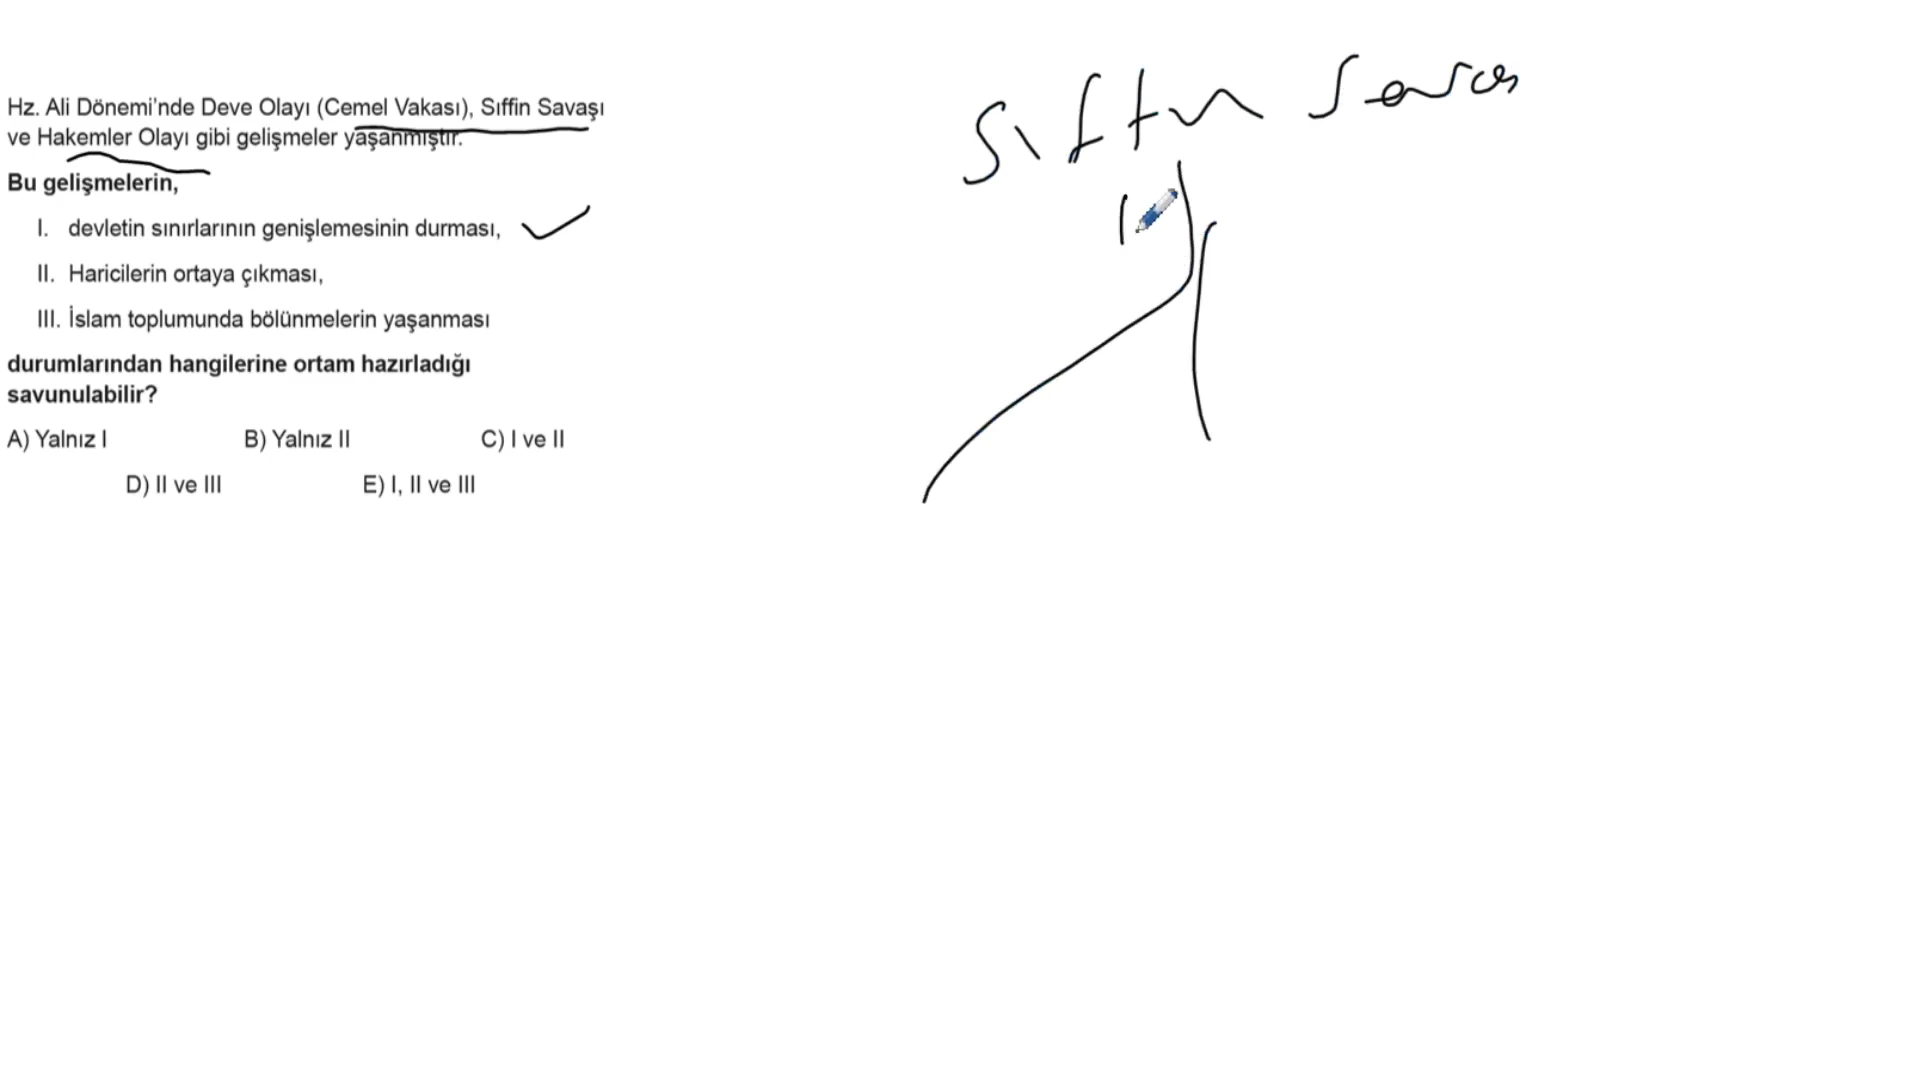 Hz. Ali Dönemi'nde Deve Olayı (Cemel Vakası), Sıffin Savaşı
ve Hakemler Olayı gibi gelişmeler yaşanmıştır.
Bu gelişmelerin,
I. devletin sınırlarının genişlemesinin durması,
II. Haricilerin ortaya çıkması,
III. İslam toplumunda bölünmelerin yaşanması
durumlarından hangilerine ortam hazırladığı
savunulabilir?
A) Yalnız I B) Yalnız II C) I ve II
D) II ve III E) I, II ve III
Sıffın Savaş